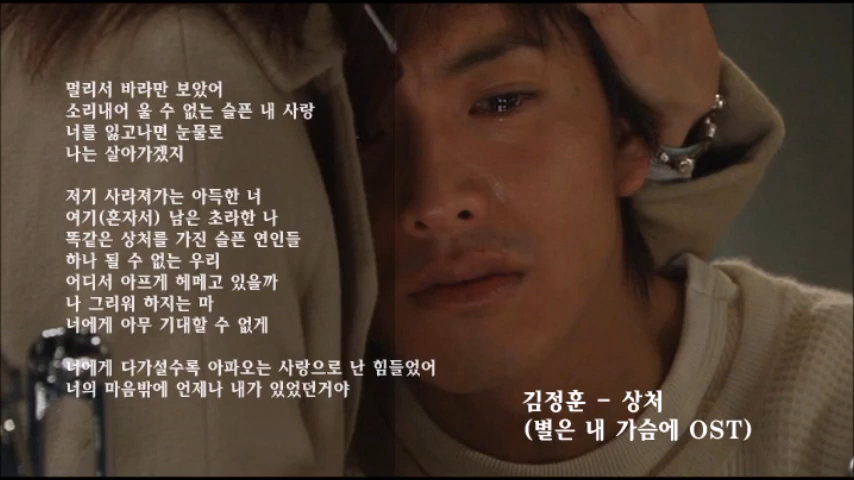 멀리서 바라만 보았어
소리내어 울 수 없는 슬픈 내 사랑
너를 잃고나면 눈물로
나는 살아가겠지
저기 사라져가는 아득한 너
여기(혼자서) 남은 초라한 나
똑같은 상처를 가진 슬픈 연인들
하나 될 수 없는 우리
어디서 아프게 헤메고 있을까
나 그리워 하지는 마
너에게 아무 기대할 수 없게
너에게 다가설수록 아파오는 사랑으로 난 힘들었어
너의 마음밖에 언제나 내가 있었던거야
김정훈 - 상처
(별은 내 가슴에 OST)